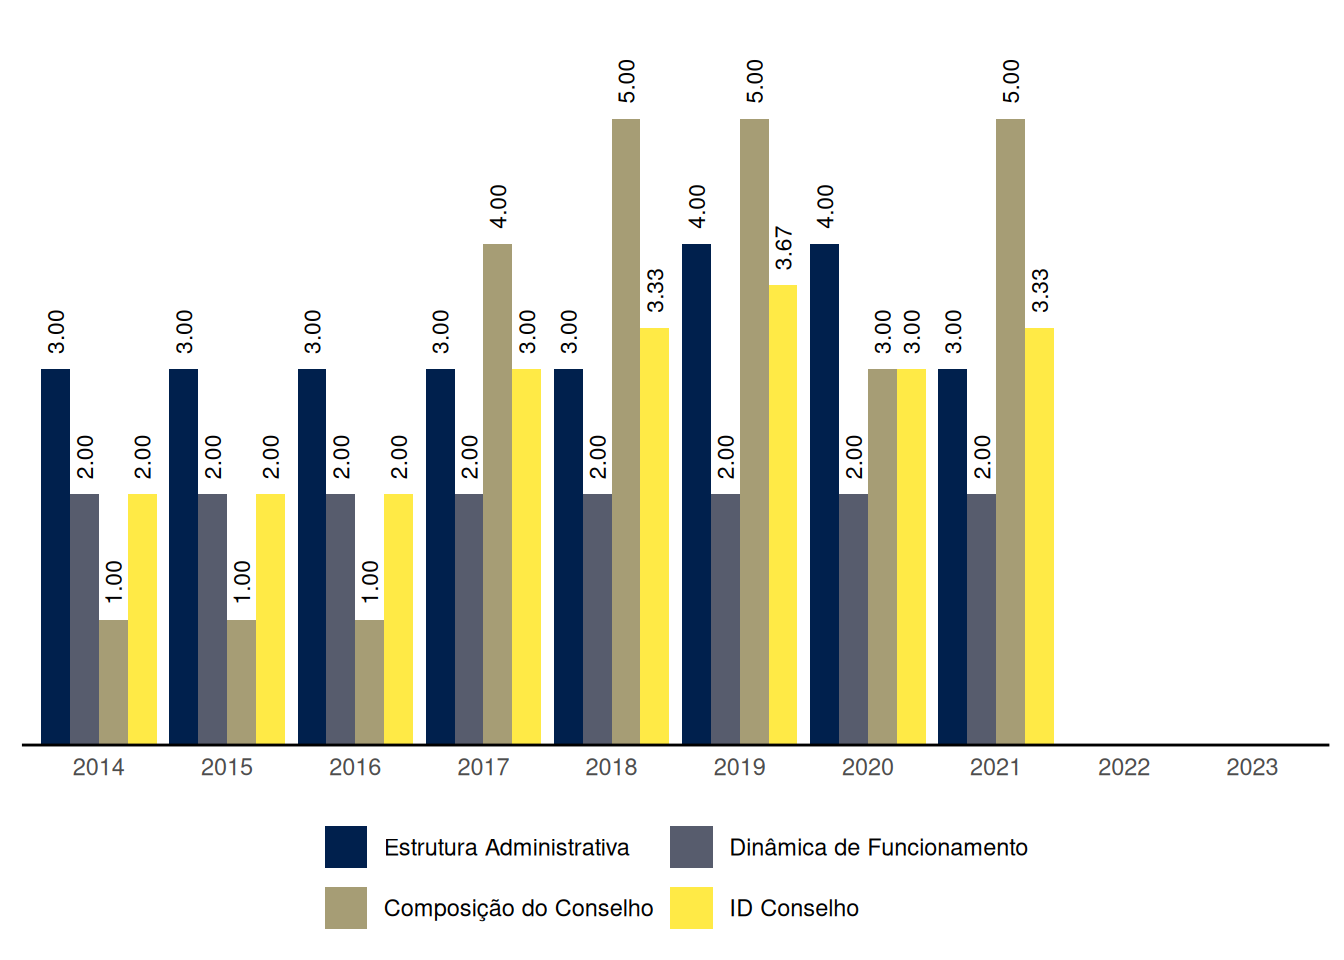 3.00 2.00 1.00 2.00 3.00 2.00 1.00 2.00 3.00 2.00 1.00 2.00 3.00 2.00 4.00 3.00 3.00 2.00 5.00 3.33 4.00 2.00 5.00 3.67 4.00 2.00 3.00 3.00 3.00 2.00 5.00 3.33
2014 2015 2016 2017 2018 2019 2020 2021 2022 2023
Estrutura Administrativa Dinâmica de Funcionamento
Composição do Conselho ID Conselho